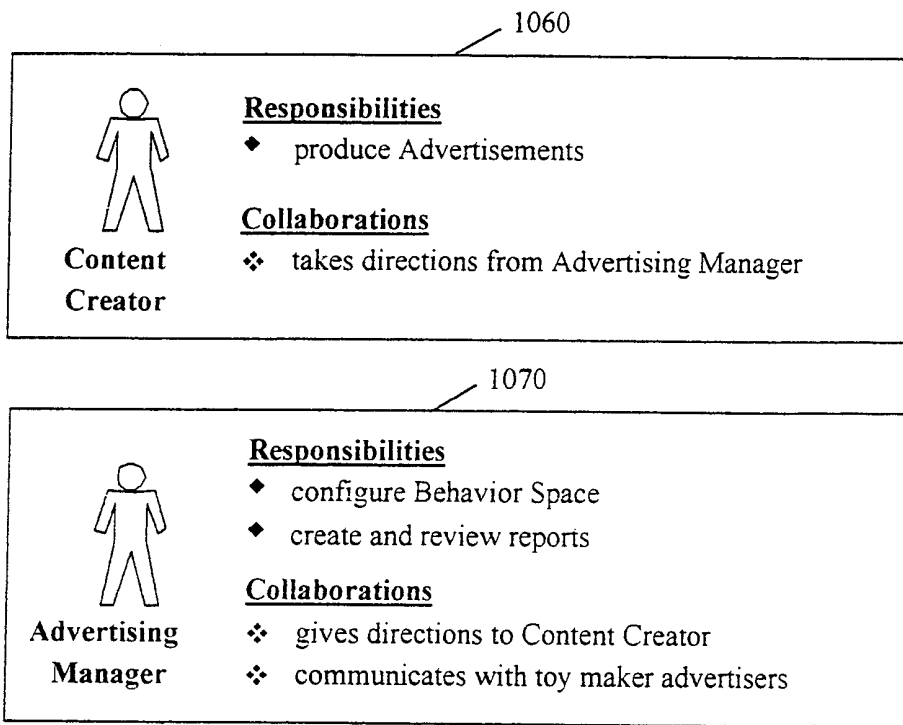 1060
Responsibilities
◆ produce Advertisements
Collaborations
❖ takes directions from Advertising Manager
Content
Creator
1070
Responsibilities
◆ configure Behavior Space
◆ create and review reports
Collaborations
❖ gives directions to Content Creator
❖ communicates with toy maker advertisers
Advertising
Manager